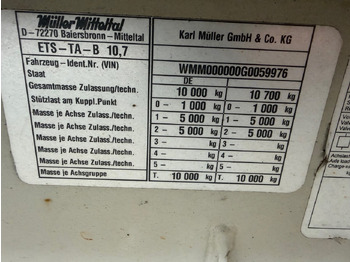 Müller Mitteltal
D-72270 Baiersbronn-Mitteltal
Karl Müller GmbH & Co. KG
ETS-TA-B 10,7
Fahrzeug-Ident.Nr. (VIN) WMM000000G0059976
Staat DE
Gesamtmasse Zulassung/techn. 10 000 kg 10 700 kg
Stützlast am Kuppl.Punkt 0- 1 000 kg 0- 1 000 kg
Masse je Achse Zulass./techn. 1- 5 000 kg 1- 5 000 kg
Masse je Achse Zulass./techn. 2- 5 000 kg 2- 5 000 kg
Masse je Achse Zulass./techn. 3- kg 3- kg
Masse je Achse Zulass./techn. 4- kg 4- kg
Masse je Achse Zulass./techn. 5- kg 5- kg
Masse je Achsgruppe T. 10 000 kg T. 10 000 kg